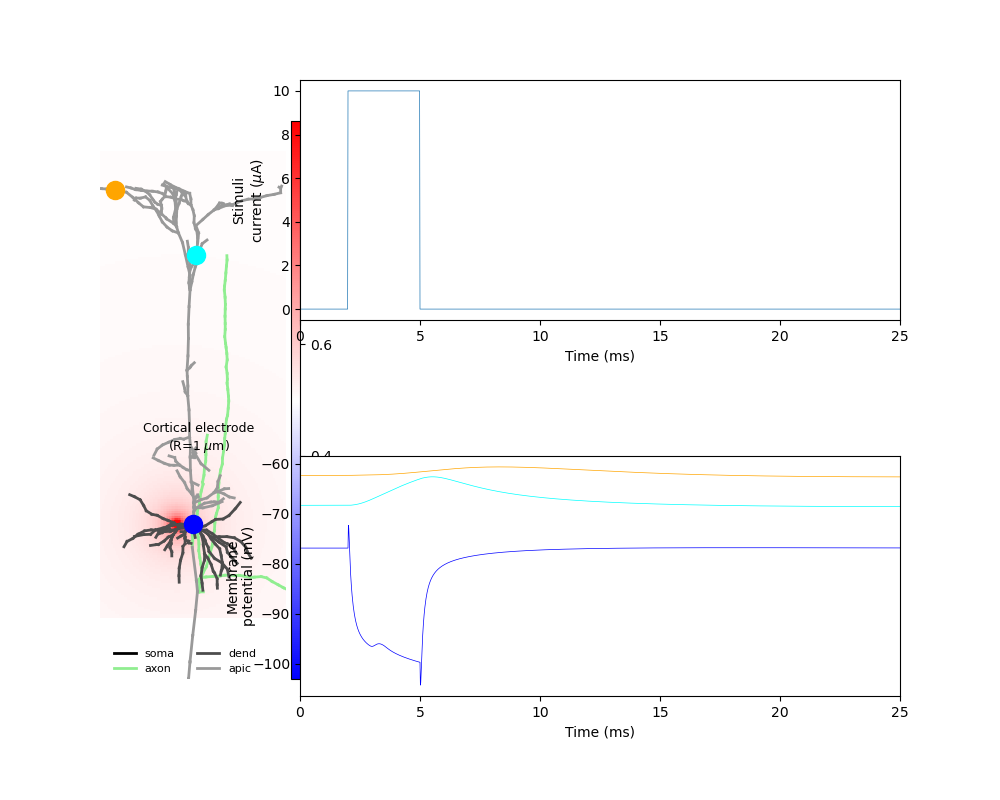 10
8
6
4
2
0
Stimuli
current (μA)
0 5 10 15 20 25
Time (ms)
0.6
0.4
Cortical electrode
(R=1 μm)
−60
−70
−80
−90
−100
Membrane
potential (mV)
0 5 10 15 20 25
Time (ms)
soma dend
axon apic